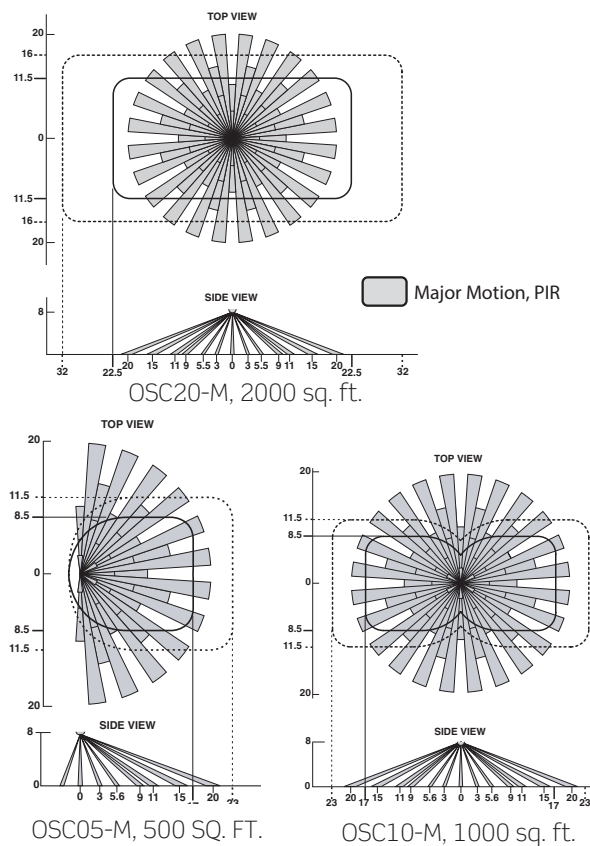 TOP VIEW
20
16
11.5
0
11.5
16
20
SIDE VIEW
8
Major Motion, PIR
32 22.5 20 15 11 9 5.5 3 0 3 5.5 9 11 15 20 22.5 32
OSC20-M, 2000 sq. ft.
TOP VIEW
20
11.5
8.5
0
8.5
11.5
20
SIDE VIEW
8
0
0 3 5.6 9 11 15 20
OSC05-M, 500 SQ. FT.
TOP VIEW
20
11.5
8.5
0
8.5
11.5
20
SIDE VIEW
8
0
23 20 17 15 11 9 5.6 3 0 3 5.6 9 11 15 17 20 23
OSC10-M, 1000 sq. ft.